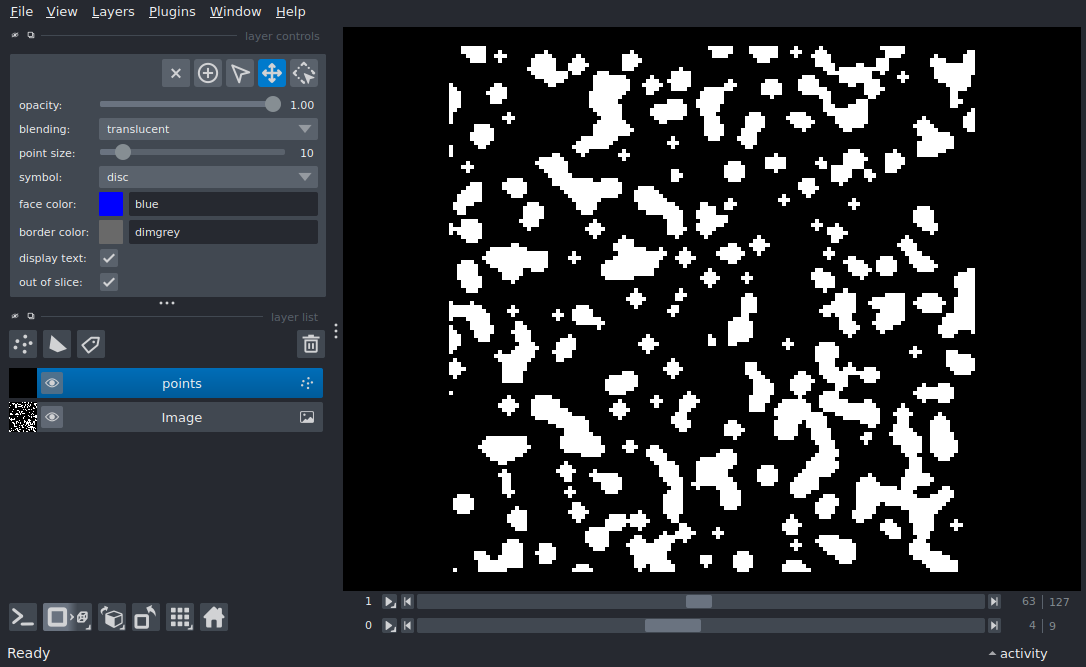 File View Layers Plugins Window Help
layer controls
opacity: 1.00
blending: translucent
point size: 10
symbol: disc
face color: blue
border color: dimgrey
display text:
out of slice:
layer list
points
Image
1 63 | 127
0 4 | 9
Ready activity